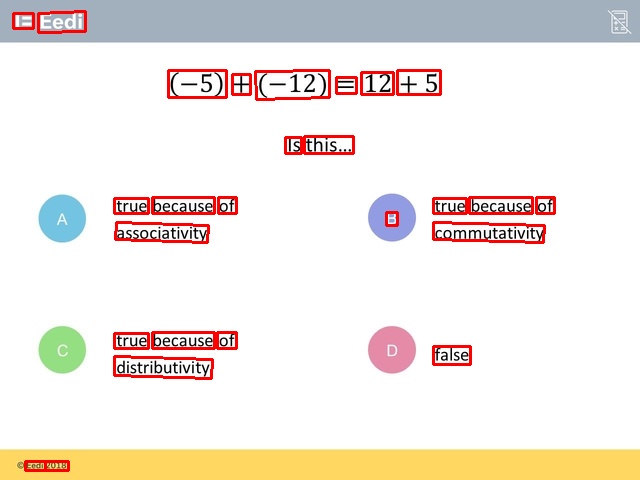 Eedi
(−5) + (−12) = 12 + 5
Is this...
A
true because of
associativity
B
true because of
commutativity
C
true because of
distributivity
D
false
© Eedi 2018